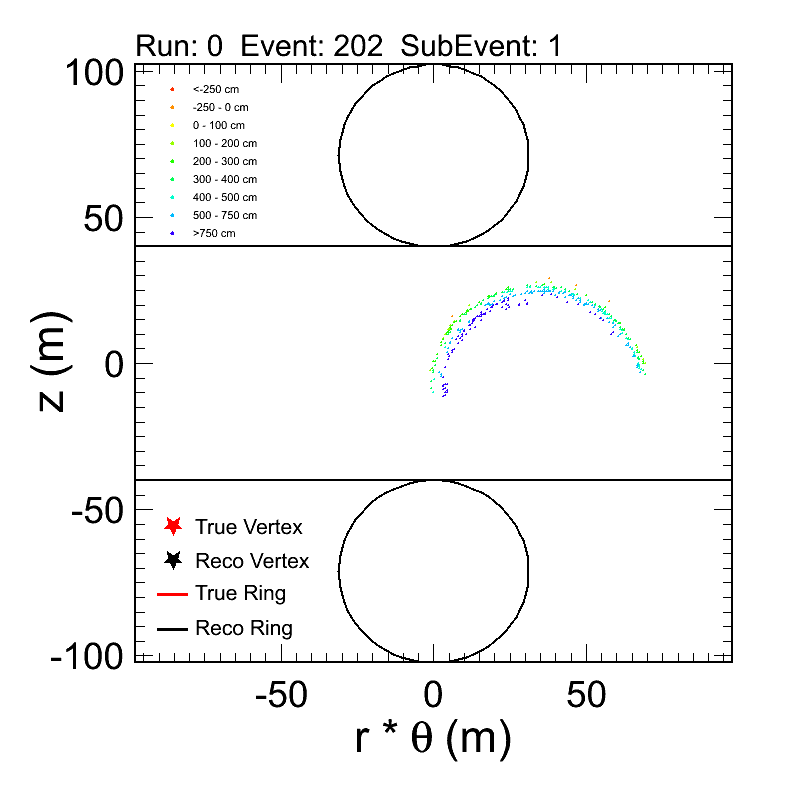 Run: 0  Event: 202  SubEvent: 1
100
<-250 cm
-250 - 0 cm
0 - 100 cm
100 - 200 cm
200 - 300 cm
300 - 400 cm
400 - 500 cm
500 - 750 cm
>750 cm
50
z (m)
0
-50
True Vertex
Reco Vertex
True Ring
Reco Ring
-100
-50 0 50
r * θ (m)